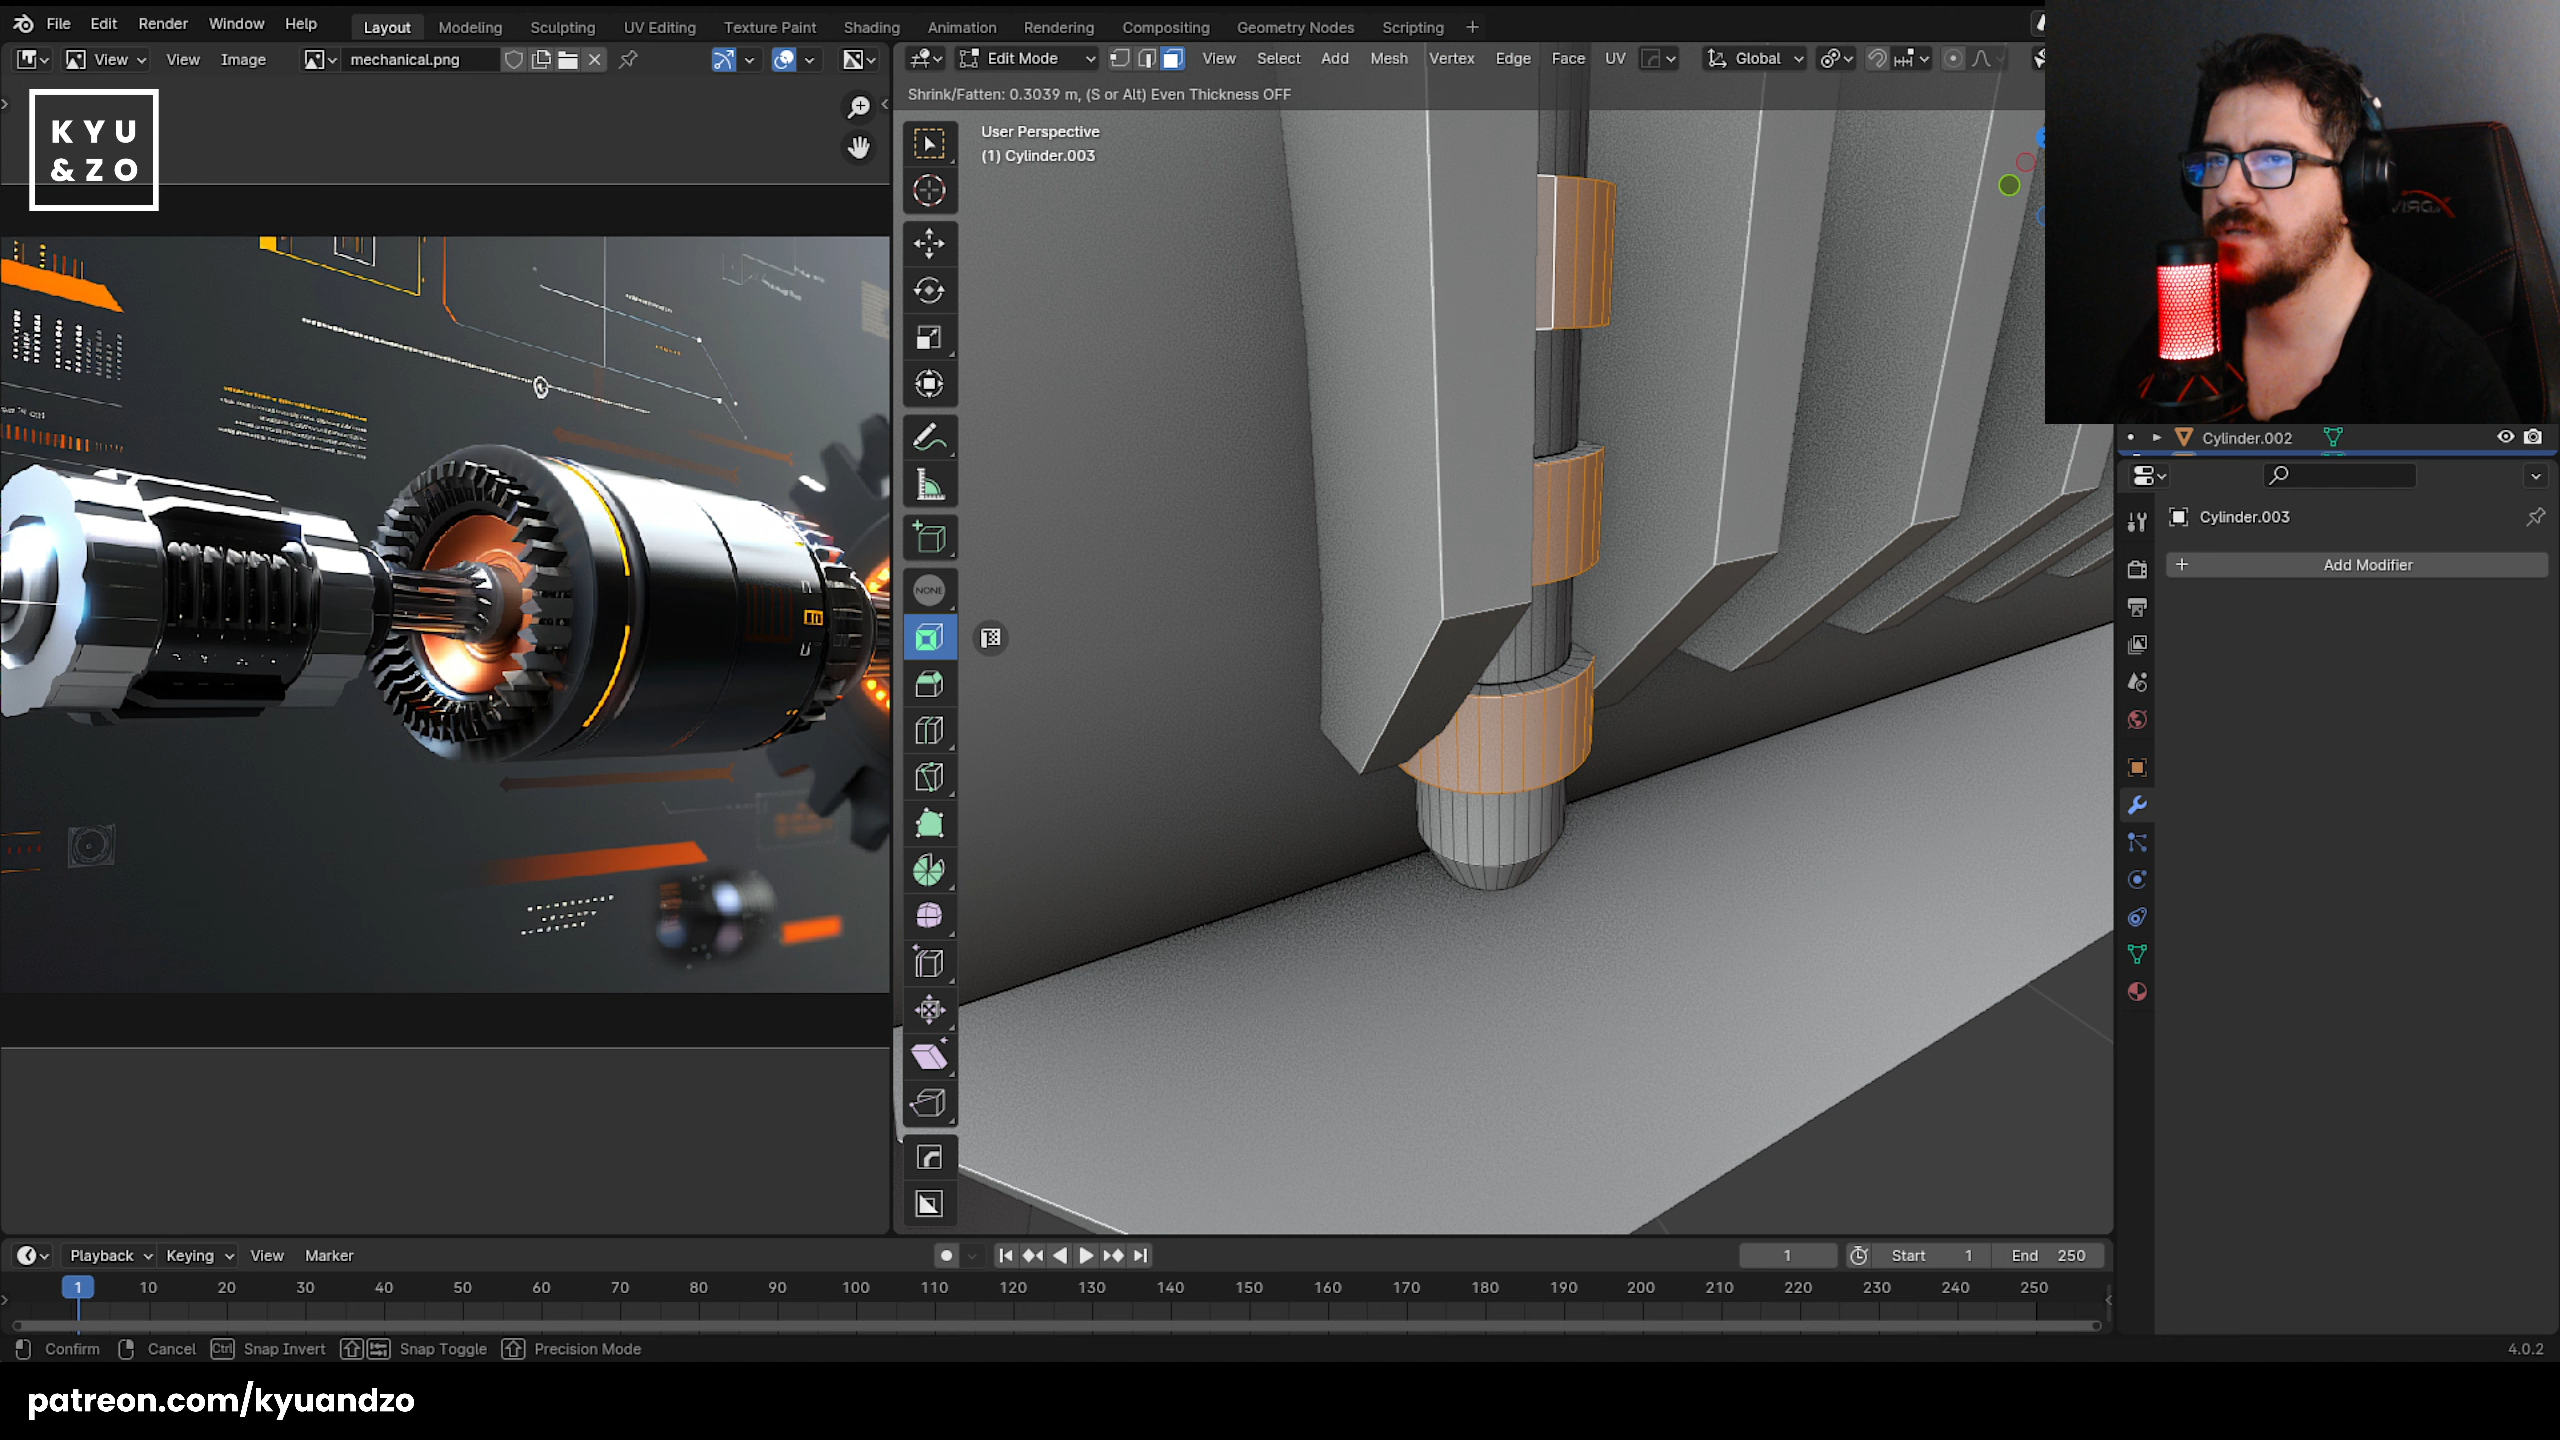 File Edit Render Window Help Layout Modeling Sculpting UV Editing Texture Paint Shading Animation Rendering Compositing Geometry Nodes Scripting +
View View Image mechanical.png
Edit Mode View Select Add Mesh Vertex Edge Face UV Global
Shrink/Fatten: 0.3039 m, (S or Alt) Even Thickness OFF
KYU
&ZO
User Perspective
(1) Cylinder.003
NONE
Cylinder.002
Cylinder.003
+ Add Modifier
Playback Keying View Marker
1 Start 1 End 250
1 10 20 30 40 50 60 70 80 90 100 110 120 130 140 150 160 170 180 190 200 210 220 230 240 250
Confirm Cancel Ctrl Snap Invert Snap Toggle Precision Mode
4.0.2
patreon.com/kyuandzo